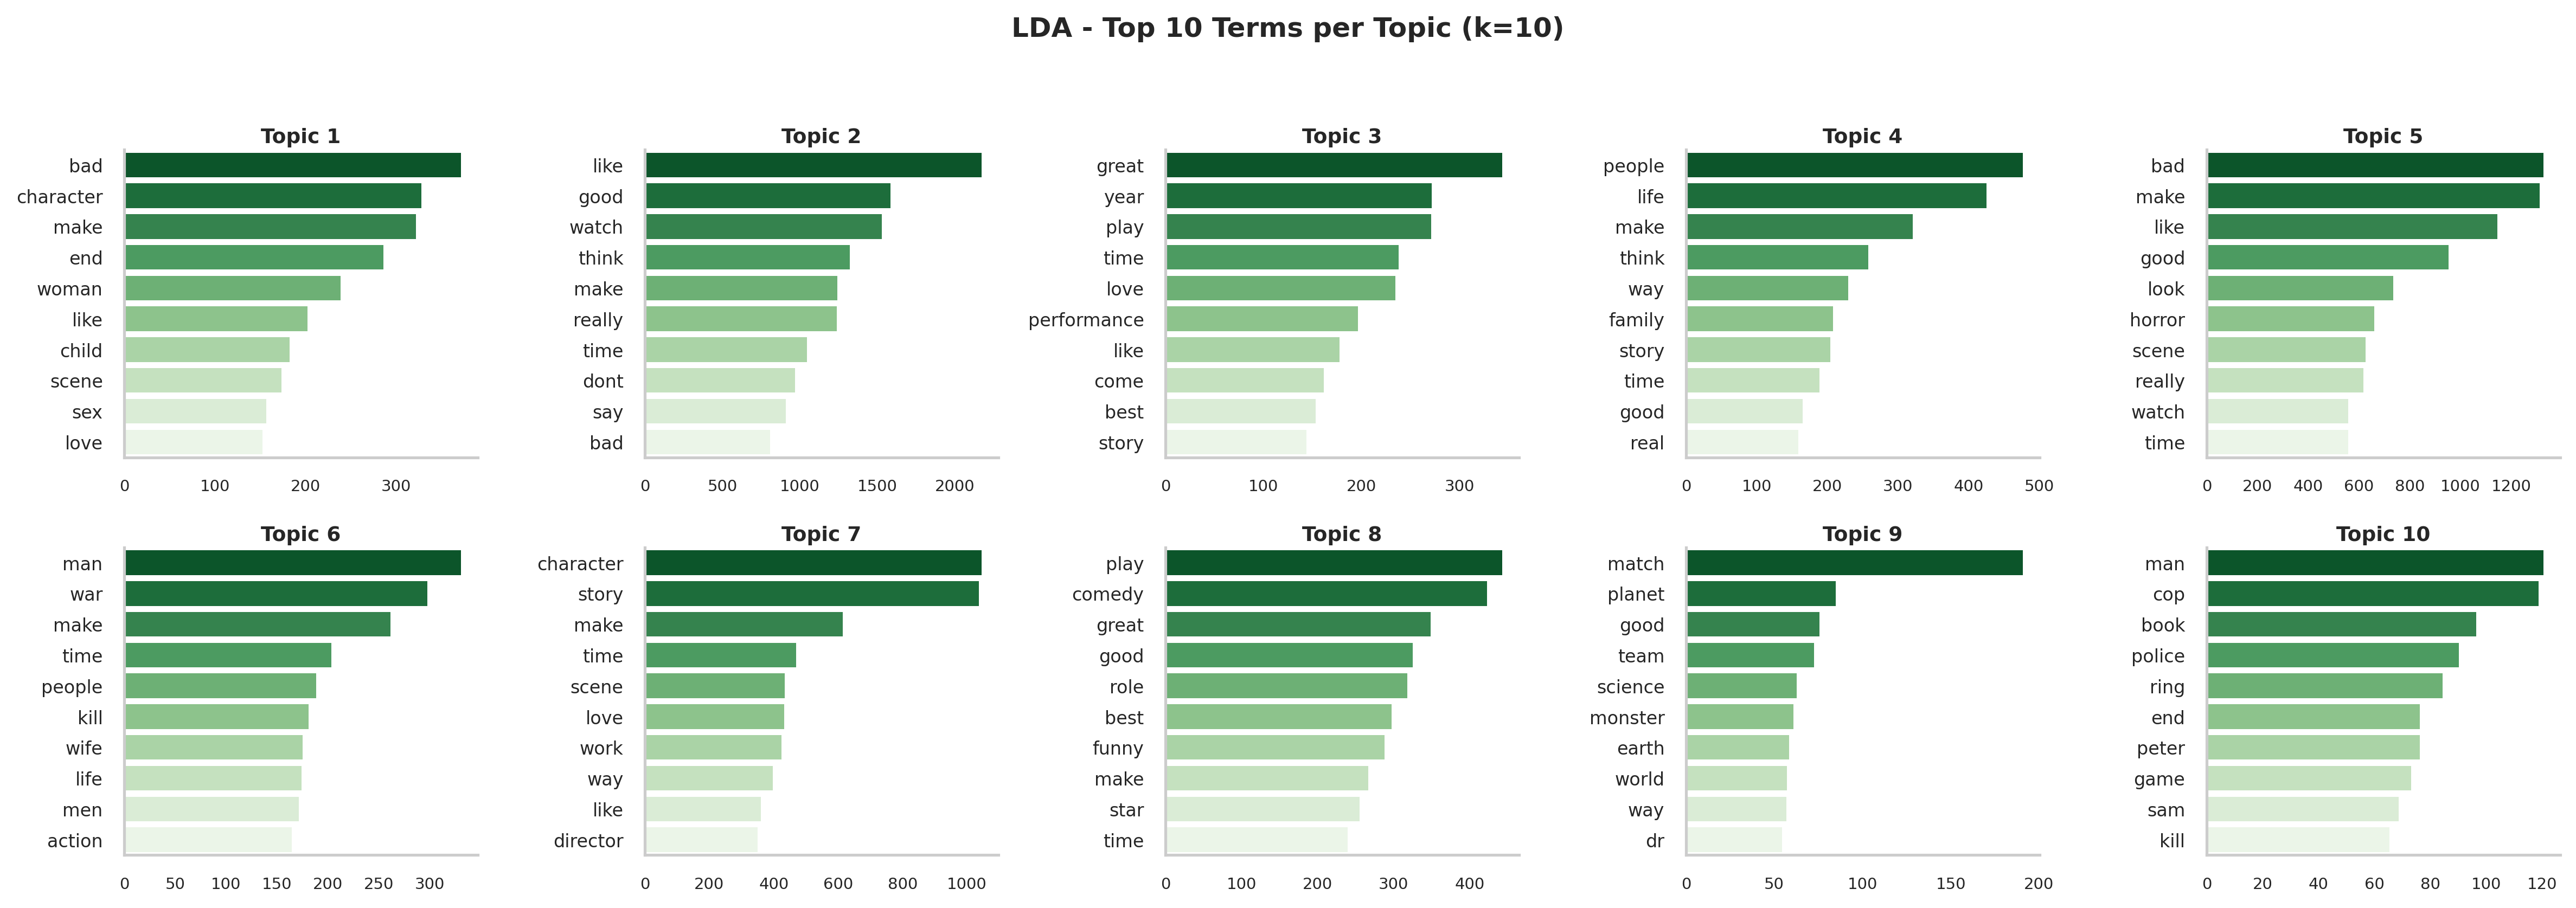 LDA - Top 10 Terms per Topic (k=10)
Topic 1
bad
character
make
end
woman
like
child
scene
sex
love
0 100 200 300
Topic 2
like
good
watch
think
make
really
time
dont
say
bad
0 500 1000 1500 2000
Topic 3
great
year
play
time
love
performance
like
come
best
story
0 100 200 300
Topic 4
people
life
make
think
way
family
story
time
good
real
0 100 200 300 400 500
Topic 5
bad
make
like
good
look
horror
scene
really
watch
time
0 200 400 600 800 1000 1200
Topic 6
man
war
make
time
people
kill
wife
life
men
action
0 50 100 150 200 250 300
Topic 7
character
story
make
time
scene
love
work
way
like
director
0 200 400 600 800 1000
Topic 8
play
comedy
great
good
role
best
funny
make
star
time
0 100 200 300 400
Topic 9
match
planet
good
team
science
monster
earth
world
way
dr
0 50 100 150 200
Topic 10
man
cop
book
police
ring
end
peter
game
sam
kill
0 20 40 60 80 100 120